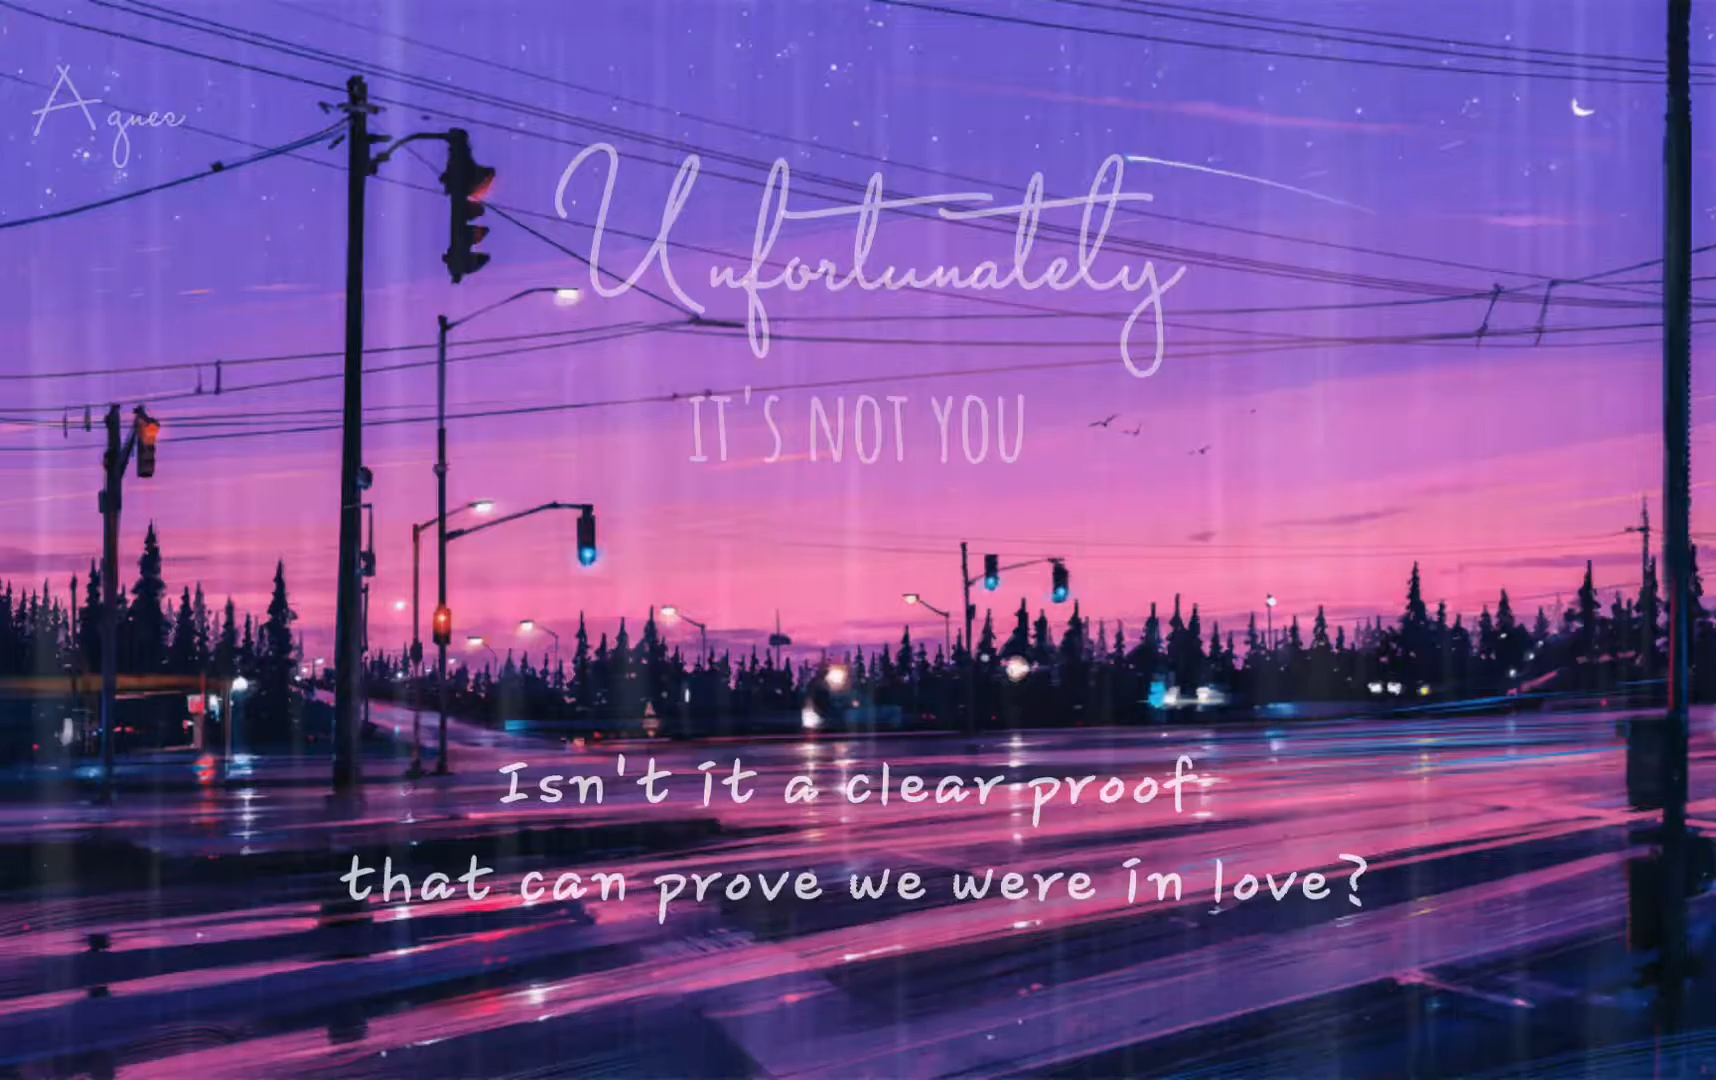 Agnes
Unfortunately
IT'S NOT YOU
Isn't it a clear proof
that can prove we were in love?